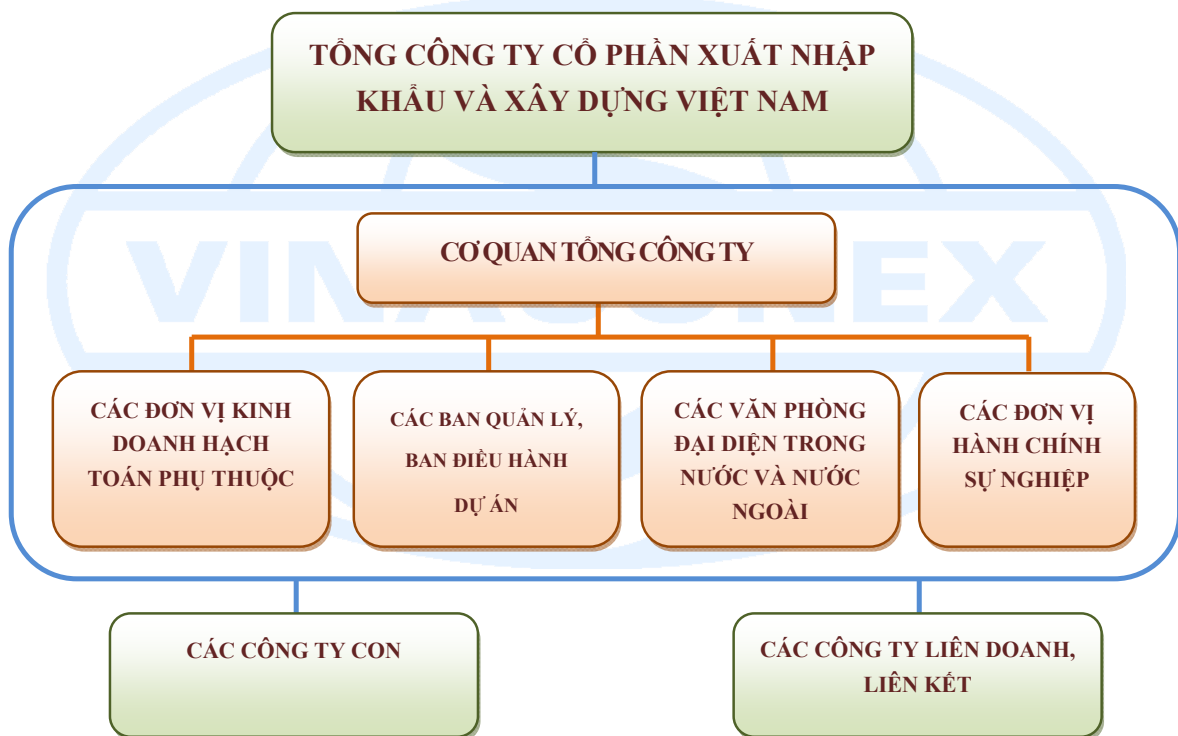 TỔNG CÔNG TY CỔ PHẦN XUẤT NHẬP
KHẨU VÀ XÂY DỰNG VIỆT NAM
VINACONEX
CƠ QUAN TỔNG CÔNG TY
CÁC ĐƠN VỊ KINH
DOANH HẠCH
TOÁN PHỤ THUỘC
CÁC BAN QUẢN LÝ,
BAN ĐIỀU HÀNH
DỰ ÁN
CÁC VĂN PHÒNG
ĐẠI DIỆN TRONG
NƯỚC VÀ NƯỚC
NGOÀI
CÁC ĐƠN VỊ
HÀNH CHÍNH
SỰ NGHIỆP
CÁC CÔNG TY CON
CÁC CÔNG TY LIÊN DOANH,
LIÊN KẾT